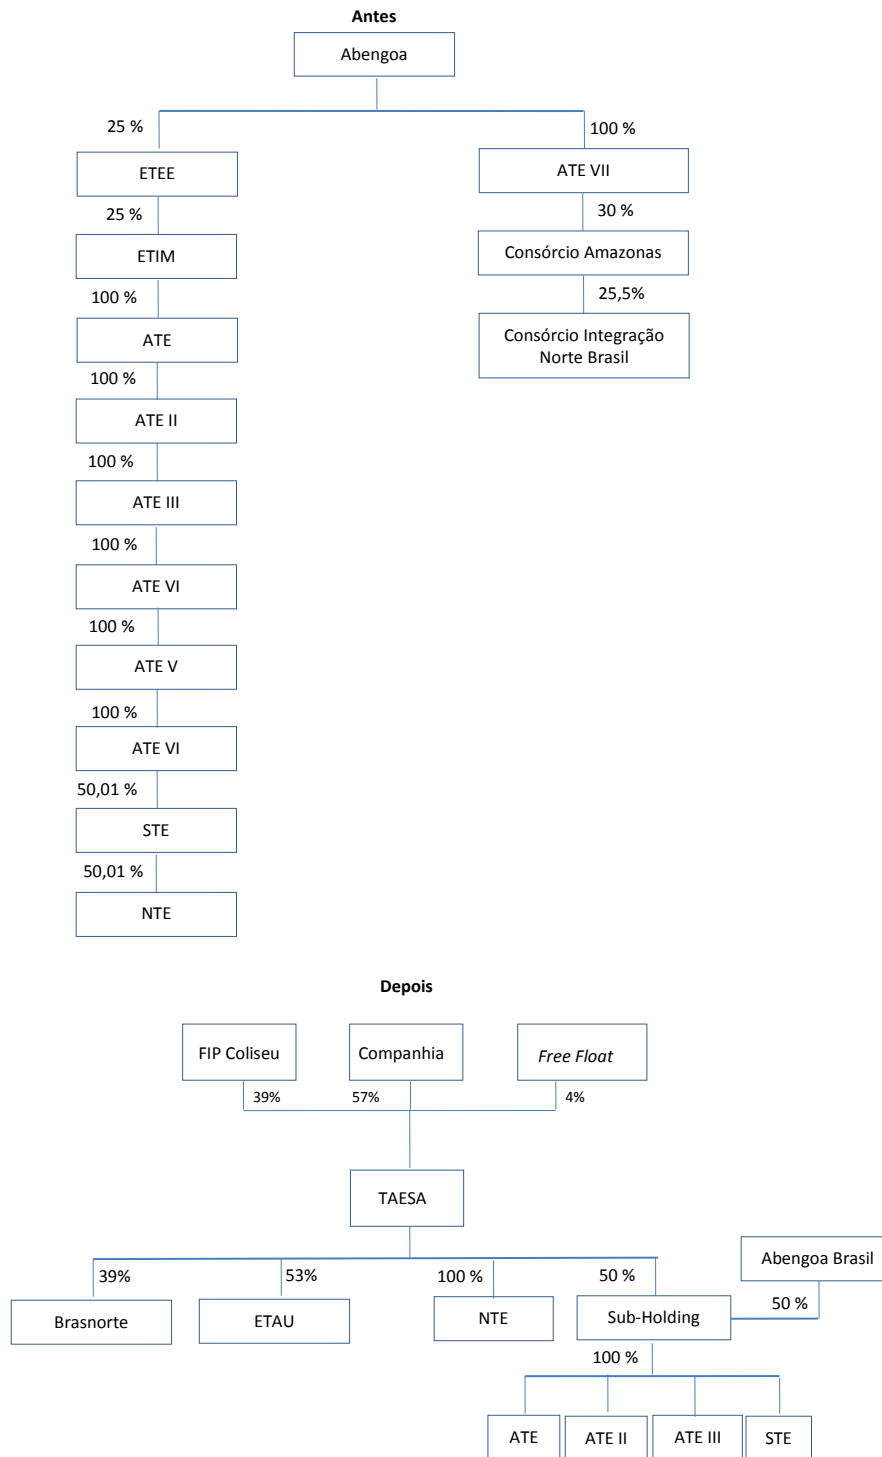 Antes
Abengoa
25 %
100 %
ETEE
ATE VII
25 %
30 %
ETIM
Consórcio Amazonas
100 %
25,5%
ATE
Consórcio Integração
Norte Brasil
100 %
ATE II
100 %
ATE III
100 %
ATE VI
100 %
ATE V
100 %
ATE VI
50,01 %
STE
50,01 %
NTE
Depois
FIP Coliseu
Companhia
Free Float
39%
57%
4%
TAESA
Abengoa Brasil
39%
53%
100 %
50 %
50 %
Brasnorte
ETAU
NTE
Sub-Holding
100 %
ATE
ATE II
ATE III
STE